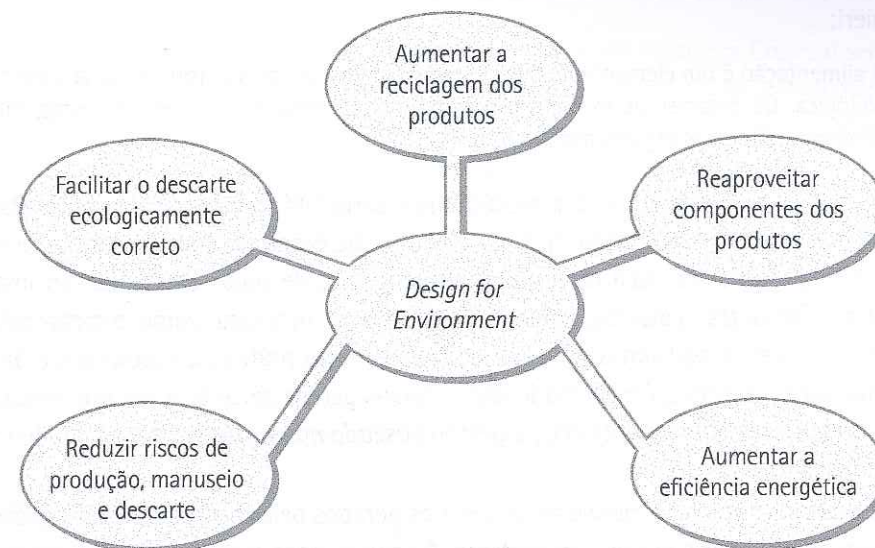 Aumentar a
reciclagem dos
produtos
Facilitar o descarte
ecologicamente
correto
Reaproveitar
componentes dos
produtos
Design for
Environment
Reduzir riscos de
produção, manuseio
e descarte
Aumentar a
eficiência energética